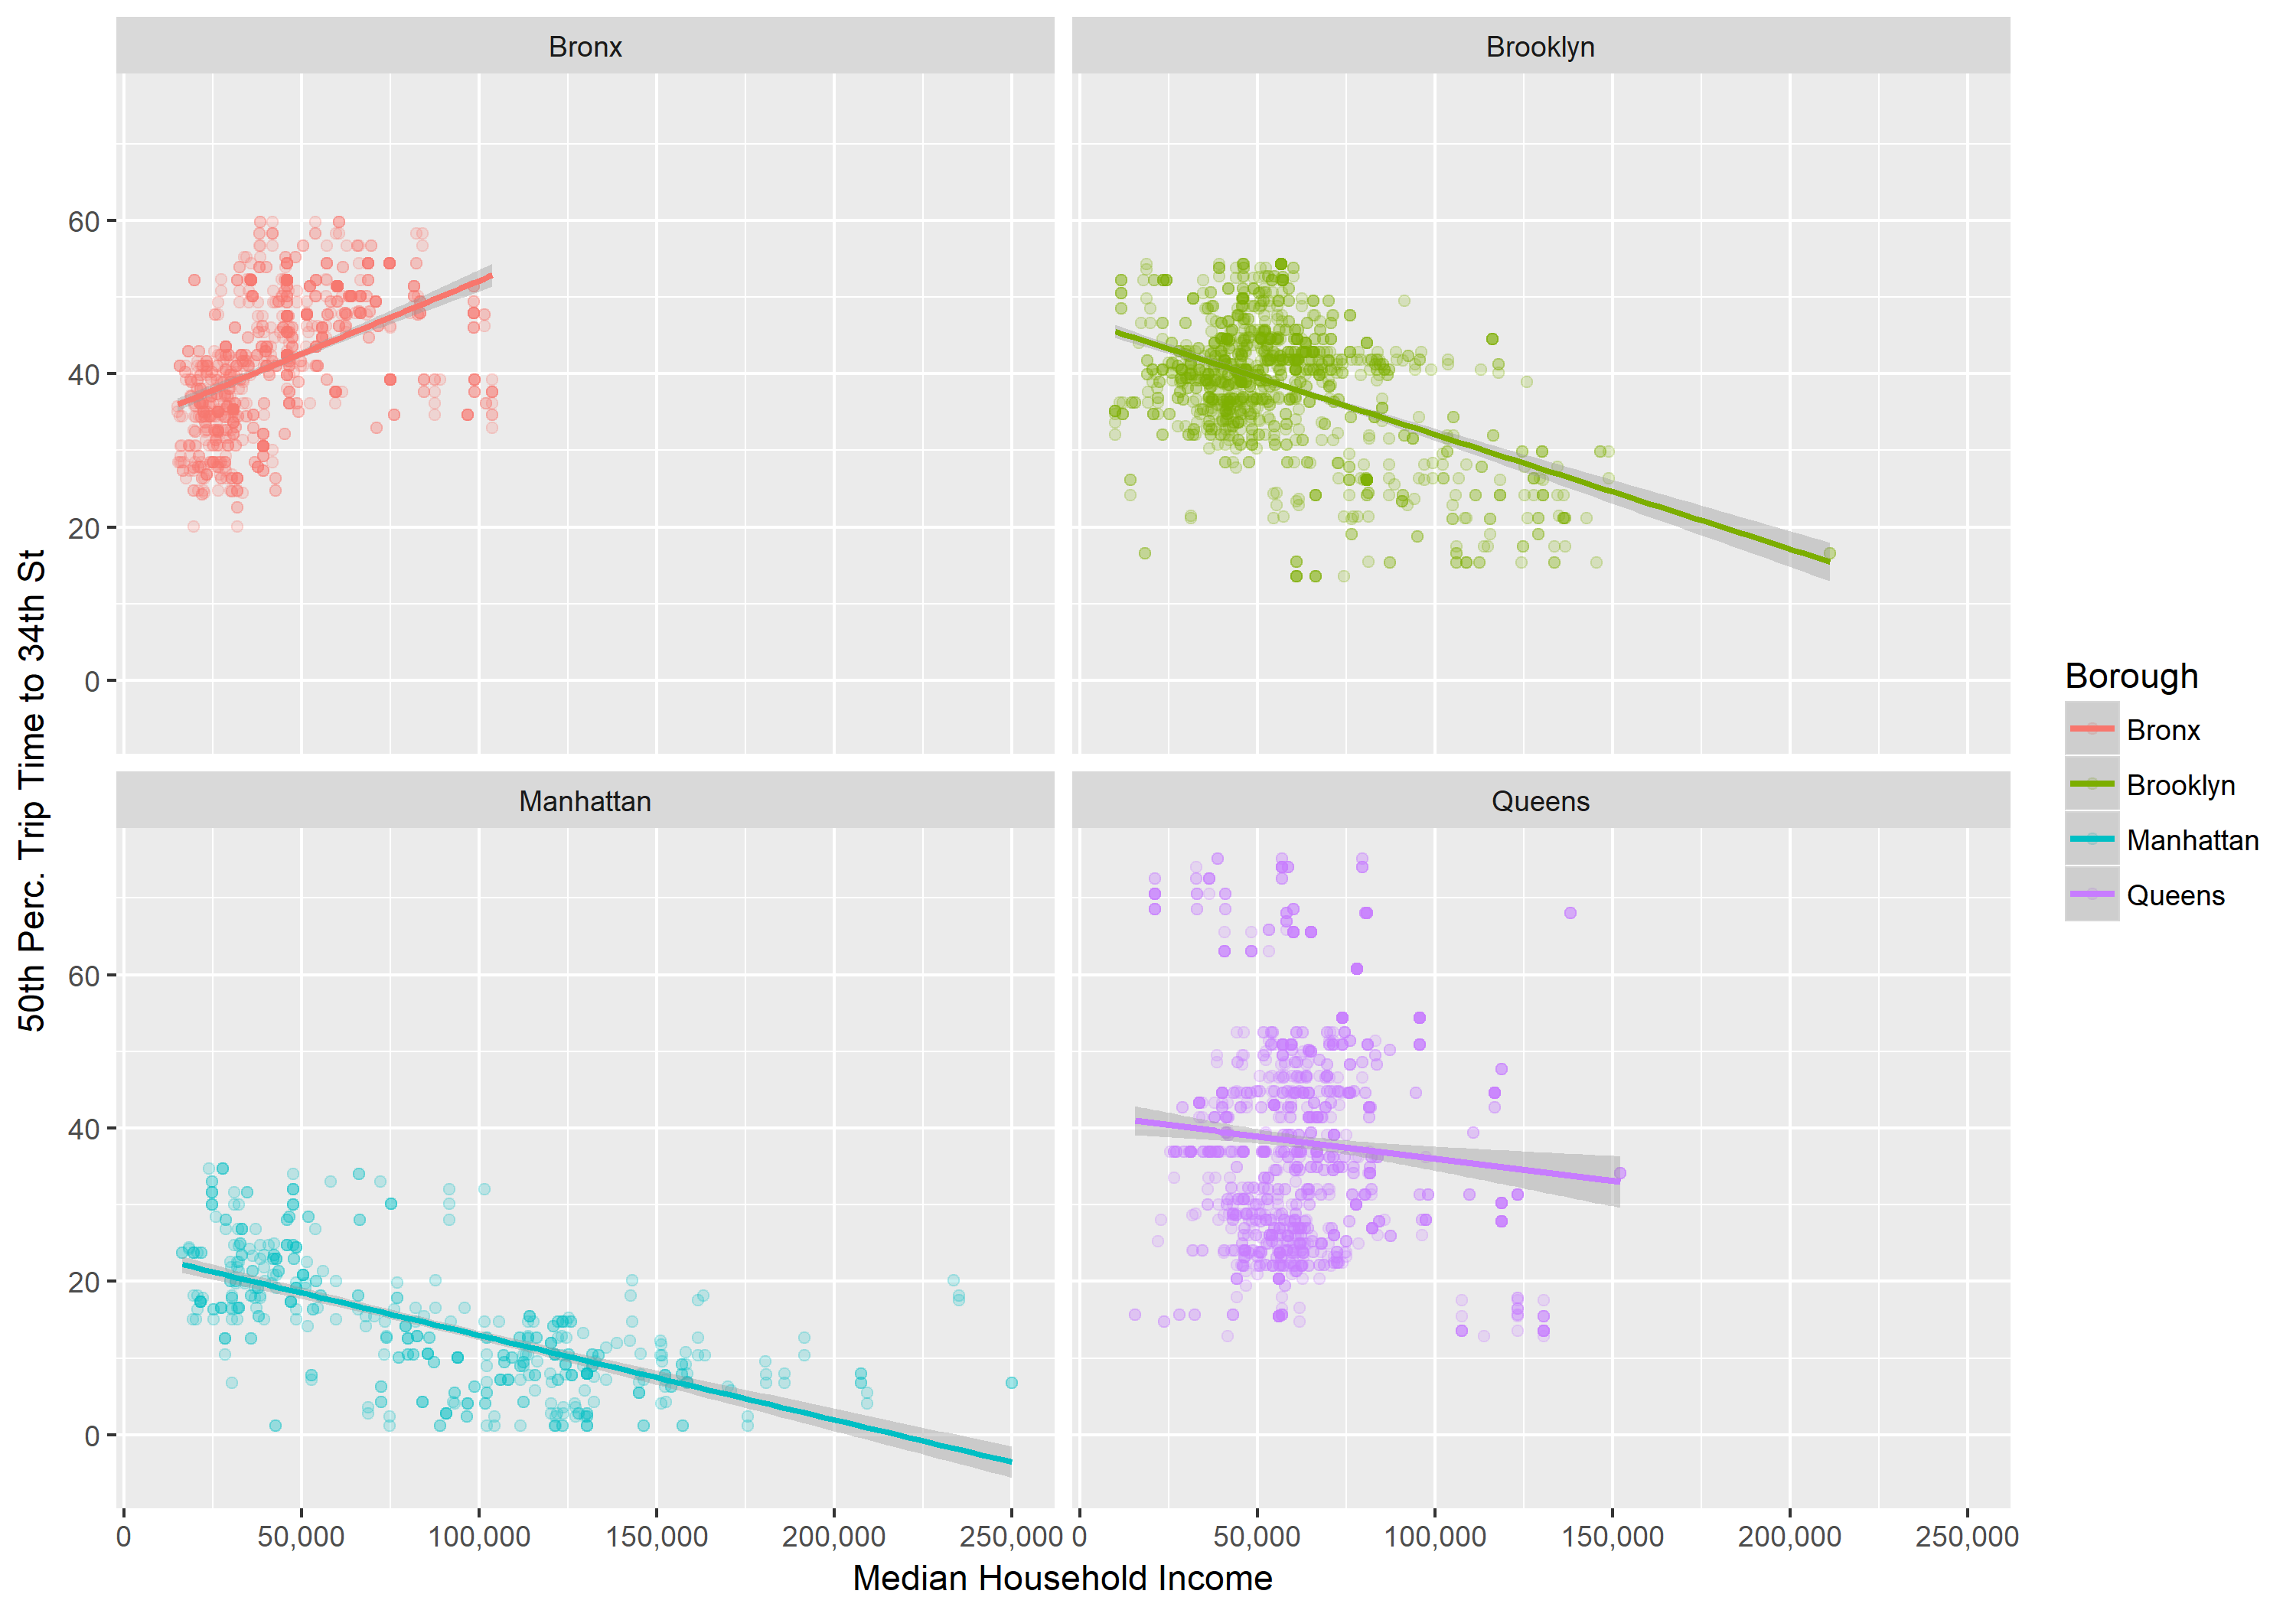 Bronx
Brooklyn
60
40
20
0
Manhattan
Queens
60
40
20
0
0
50,000
100,000
150,000
200,000
250,000
0
50,000
100,000
150,000
200,000
250,000
Median Household Income
50th Perc. Trip Time to 34th St
Borough
Bronx
Brooklyn
Manhattan
Queens